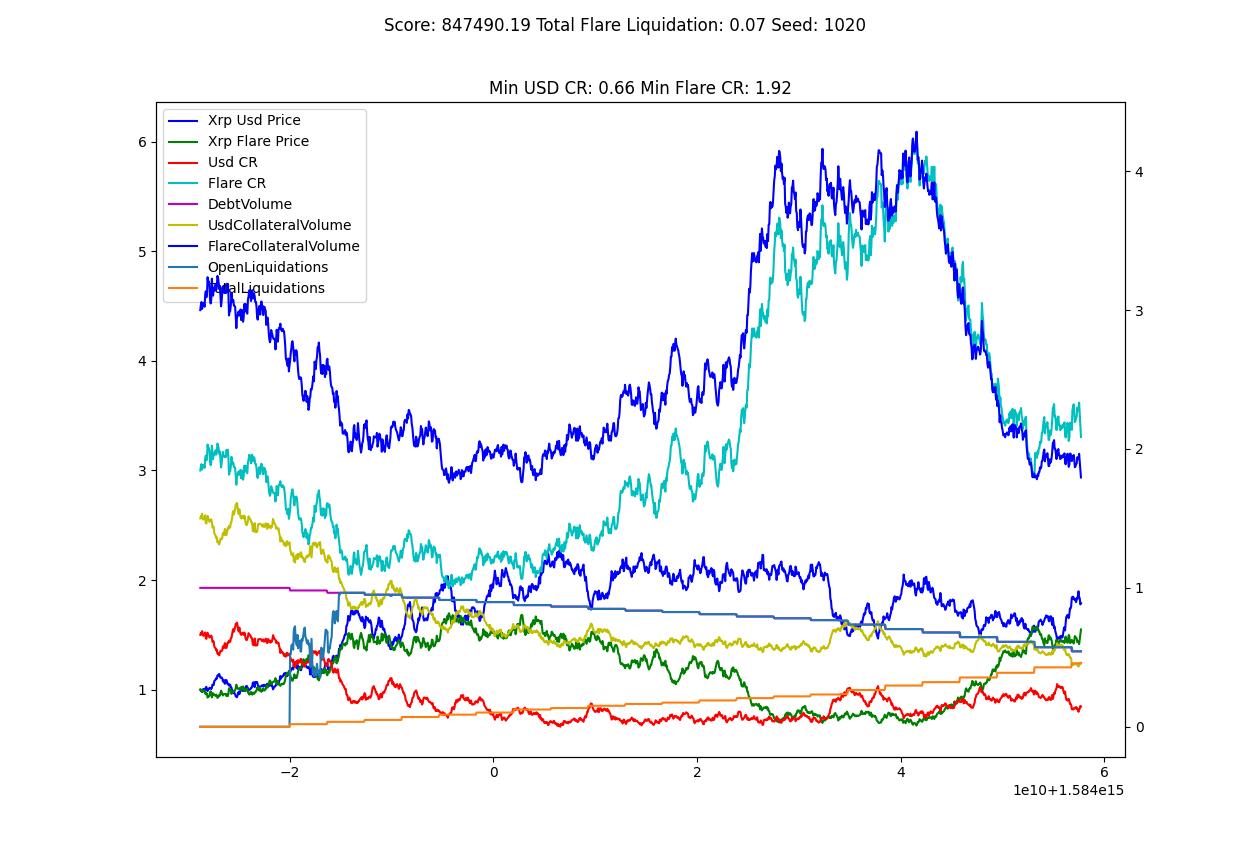 Score: 847490.19 Total Flare Liquidation: 0.07 Seed: 1020
Min USD CR: 0.66 Min Flare CR: 1.92
Xrp Usd Price
Xrp Flare Price
Usd CR
Flare CR
DebtVolume
UsdCollateralVolume
FlareCollateralVolume
OpenLiquidations
TotalLiquidations
6
5
4
3
2
1
4
3
2
1
0
−2
0
2
4
6
1e10+1.584e15